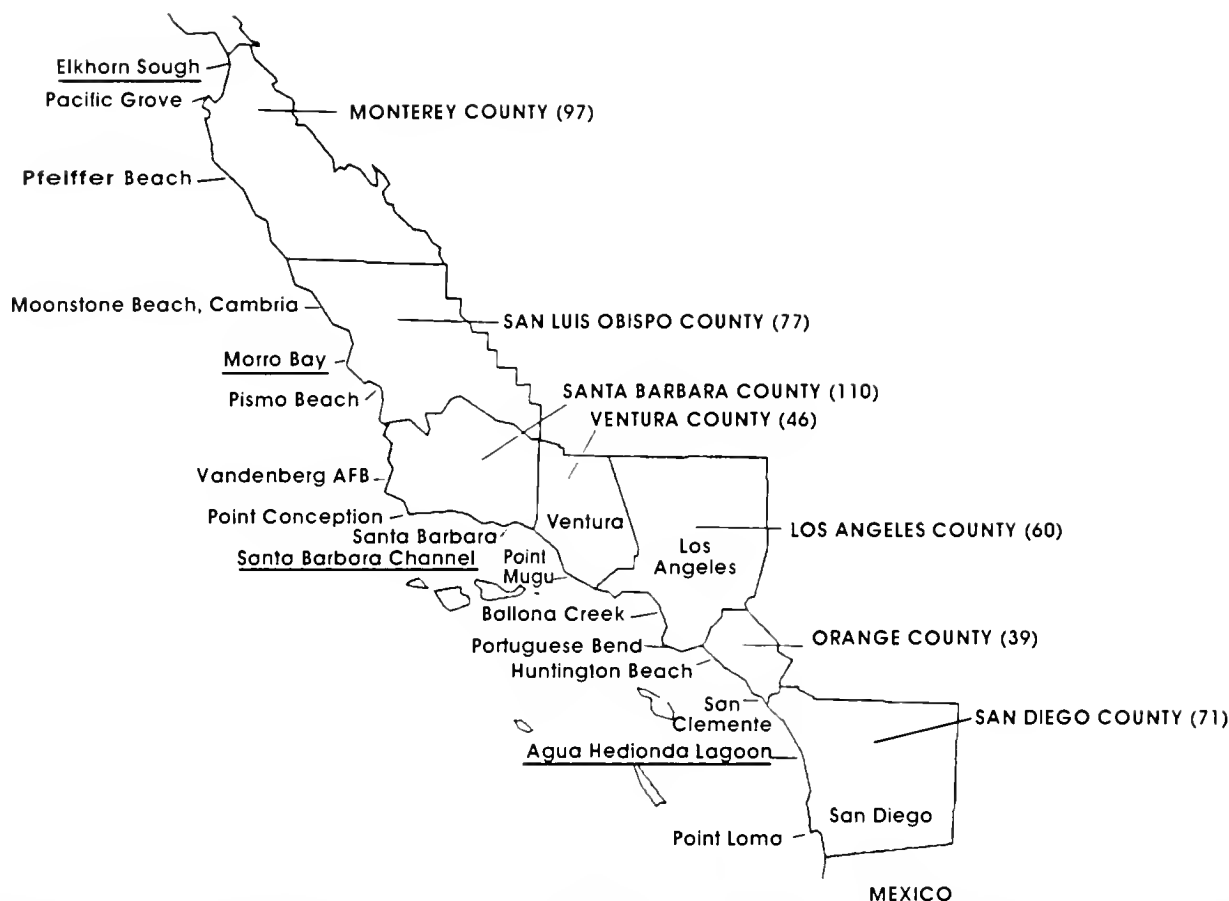 Elkhorn Sough
Pacific Grove
MONTEREY COUNTY (97)
Pfeiffer Beach
Moonstone Beach, Cambria
SAN LUIS OBISPO COUNTY (77)
Morro Bay
Pismo Beach
SANTA BARBARA COUNTY (110)
VENTURA COUNTY (46)
Vandenberg AFB
Point Conception
Ventura
LOS ANGELES COUNTY (60)
Santa Barbara
Los
Angeles
Santa Barbara Channel
Point
Mugu
Ballona Creek
Portuguese Bend
ORANGE COUNTY (39)
Huntington Beach
San
Clemente
SAN DIEGO COUNTY (71)
Agua Hedionda Lagoon
San Diego
Point Loma
MEXICO